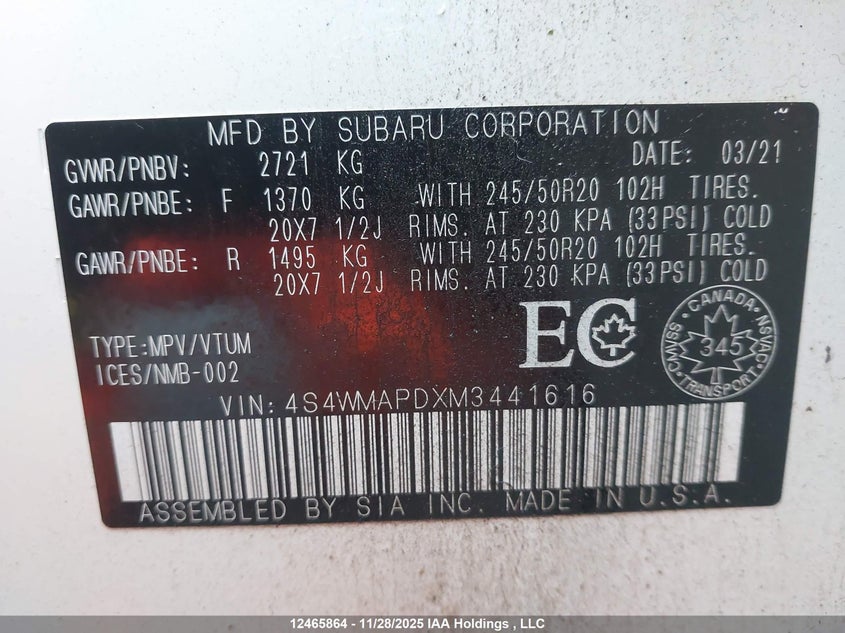 MFD BY SUBARU CORPORATION
GVWR/PNBV: 2721 KG DATE: 03/21
GAWR/PNBE: F 1370 KG WITH 245/50R20 102H TIRES.
20X7 1/2J RIMS. AT 230 KPA (33PSI) COLD
GAWR/PNBE: R 1495 KG WITH 245/50R20 102H TIRES.
20X7 1/2J RIMS. AT 230 KPA (33PSI) COLD
EC
CANADA
CMVSS 345 NSVAC
TRANSPORT
TYPE:MPV/VTUM
ICES/NMB-002
VIN: 4S4WMAPDXM3441616
ASSEMBLED BY SIA INC. MADE IN U.S.A.
12465864 - 11/28/2025 IAA Holdings , LLC